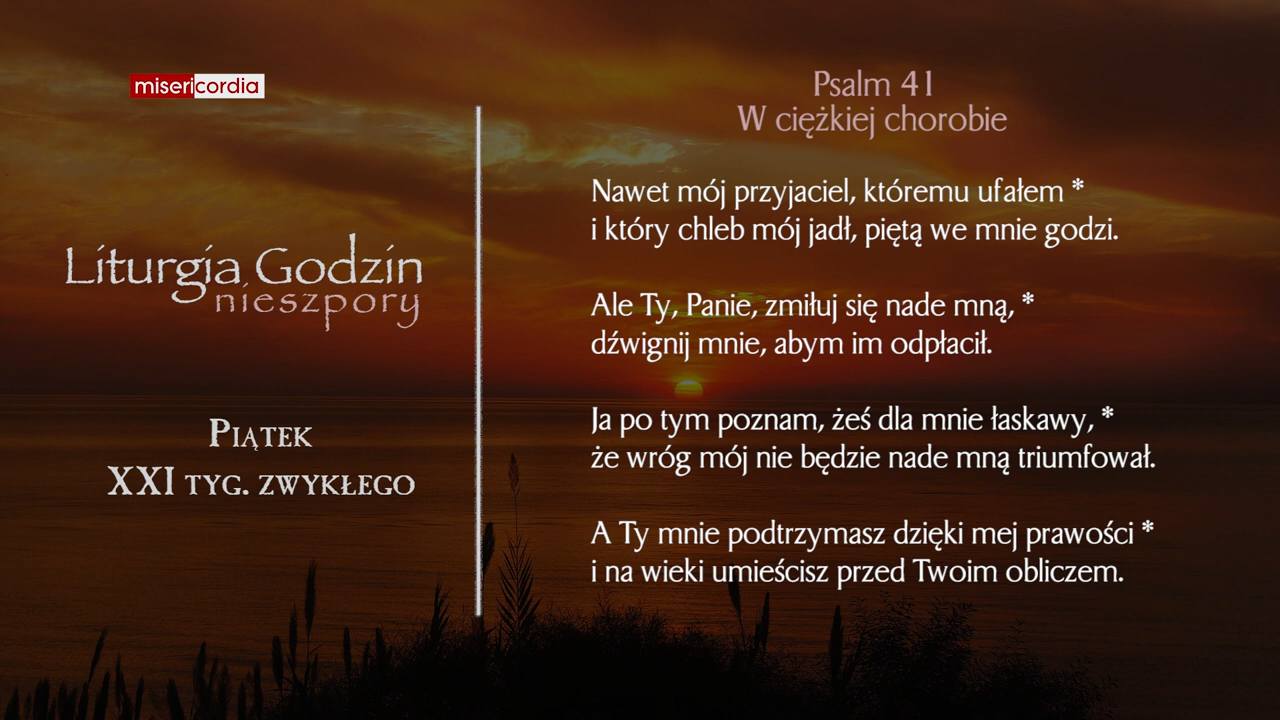 misericordia
Liturgia Godzin
nieszpory
Piątek
XXI tyg. zwykłego
Psalm 41
W ciężkiej chorobie
Nawet mój przyjaciel, któremu ufałem *
i który chleb mój jadł, piętą we mnie godzi.
Ale Ty, Panie, zmiłuj się nade mną, *
dźwignij mnie, abym im odpłacił.
Ja po tym poznam, żeś dla mnie łaskawy, *
że wróg mój nie będzie nade mną triumfował.
A Ty mnie podtrzymasz dzięki mej prawości *
i na wieki umieścisz przed Twoim obliczem.